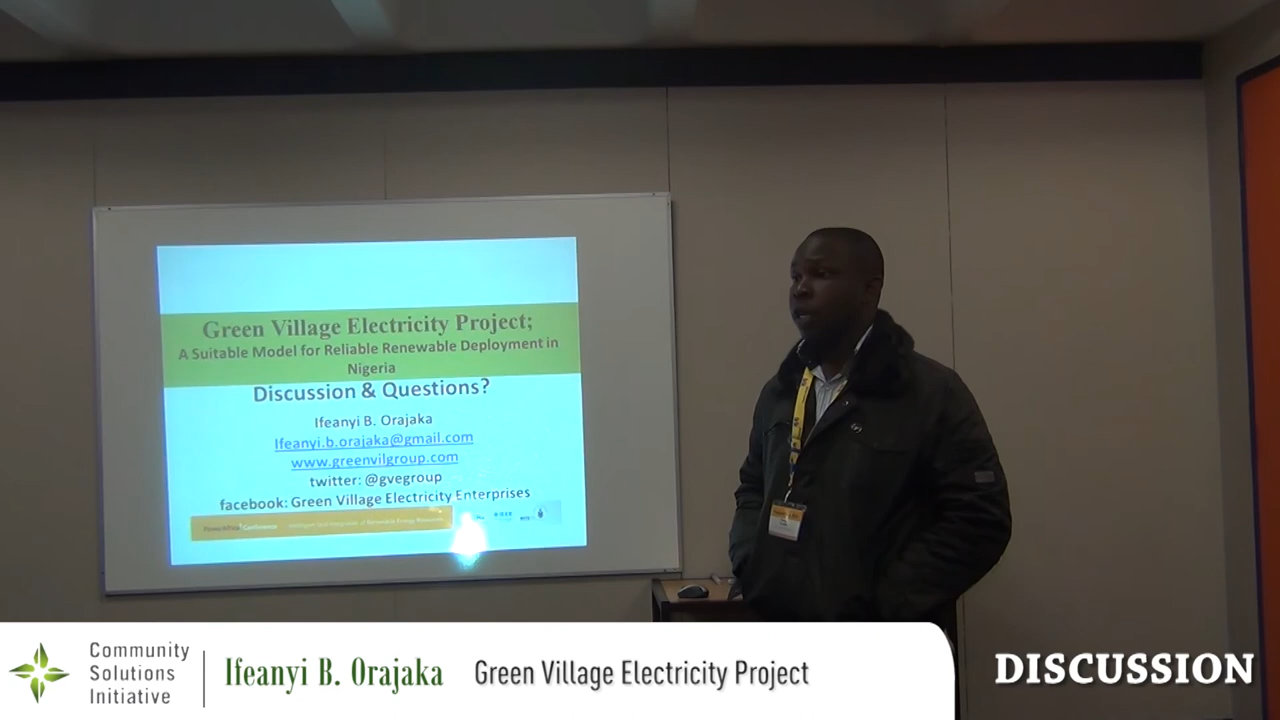 Green Village Electricity Project;
A Suitable Model for Reliable Renewable Deployment in
Nigeria
Discussion & Questions?
Ifeanyi B. Orajaka
Ifeanyi.b.orajaka@gmail.com
www.greenvilgroup.com
twitter: @gvegroup
facebook: Green Village Electricity Enterprises
Community
Solutions
Initiative
Ifeanyi B. Orajaka
Green Village Electricity Project
DISCUSSION